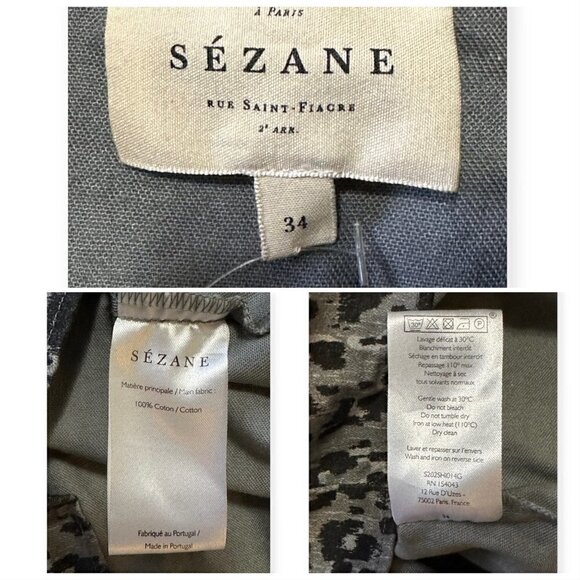 À PARIS
SÉZANE
RUE SAINT-FIACRE
2ᵉ ARR.
34
SÉZANE
Matière principale / Main fabric :
100% Coton / Cotton
Fabriqué au Portugal /
Made in Portugal
30°
P
Lavage délicat à 30°C
Blanchiment interdit
Séchage en tambour interdit
Repassage 110° max.
Nettoyage à sec
tous solvants normaux
Gentle wash at 30°C
Do not bleach
Do not tumble dry
Iron at low heat (110°C)
Dry clean
Laver et repasser sur l'envers
Wash and iron on reverse side
S202SHI014G
RN 154043
12 Rue D'Uzes -
75002 Paris. France